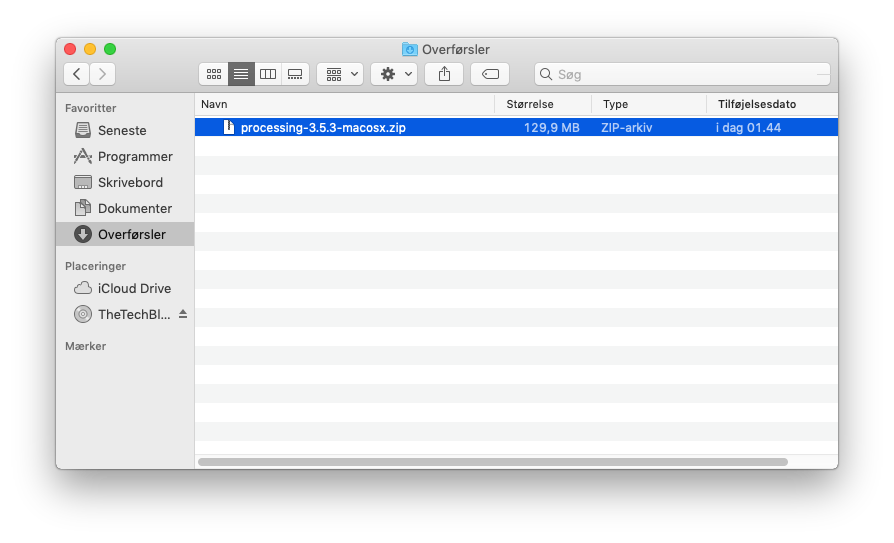 Overførsler
Søg
Favoritter
Seneste
Programmer
Skrivebord
Dokumenter
Overførsler
Placeringer
iCloud Drive
TheTechBl...
Mærker
Navn Størrelse Type Tilføjelsesdato
processing-3.5.3-macosx.zip 129,9 MB ZIP-arkiv i dag 01.44